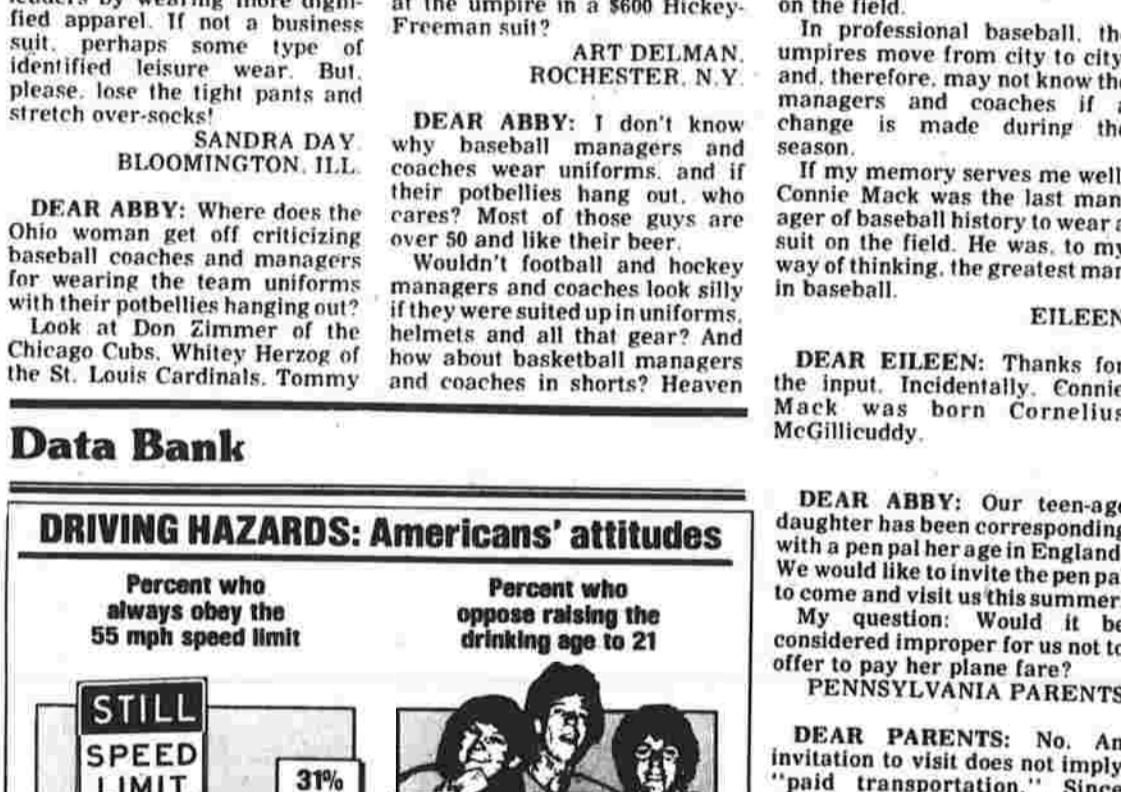 leaders by wearing more digni-
fied apparel. If not a business
suit, perhaps some type of
identified leisure wear. But,
please, lose the tight pants and
stretch over-socks!
SANDRA DAY,
BLOOMINGTON, ILL.
DEAR ABBY: Where does the
Ohio woman get off criticizing
baseball coaches and managers
for wearing the team uniforms
with their potbellies hanging out?
Look at Don Zimmer of the
Chicago Cubs, Whitey Herzog of
the St. Louis Cardinals, Tommy
at the umpire in a $600 Hickey-
Freeman suit?
ART DELMAN,
ROCHESTER, N.Y.
DEAR ABBY: I don't know
why baseball managers and
coaches wear uniforms, and if
their potbellies hang out, who
cares? Most of those guys are
over 50 and like their beer.
Wouldn't football and hockey
managers and coaches look silly
if they were suited up in uniforms,
helmets and all that gear? And
how about basketball managers
and coaches in shorts? Heaven
on the field.
In professional baseball, the
umpires move from city to city
and, therefore, may not know the
managers and coaches if a
change is made during the
season.
If my memory serves me well,
Connie Mack was the last man-
ager of baseball history to wear a
suit on the field. He was, to my
way of thinking, the greatest man
in baseball.
EILEEN
DEAR EILEEN: Thanks for
the input. Incidentally, Connie
Mack was born Cornelius
McGillicuddy.
DEAR ABBY: Our teen-age
daughter has been corresponding
with a pen pal her age in England.
We would like to invite the pen pal
to come and visit us this summer.
My question: Would it be
considered improper for us not to
offer to pay her plane fare?
PENNSYLVANIA PARENTS
DEAR PARENTS: No. An
invitation to visit does not imply
"paid transportation." Since
Data Bank
DRIVING HAZARDS: Americans' attitudes
Percent who
always obey the
55 mph speed limit
STILL
SPEED
LIMIT
31%
Percent who
oppose raising the
drinking age to 21